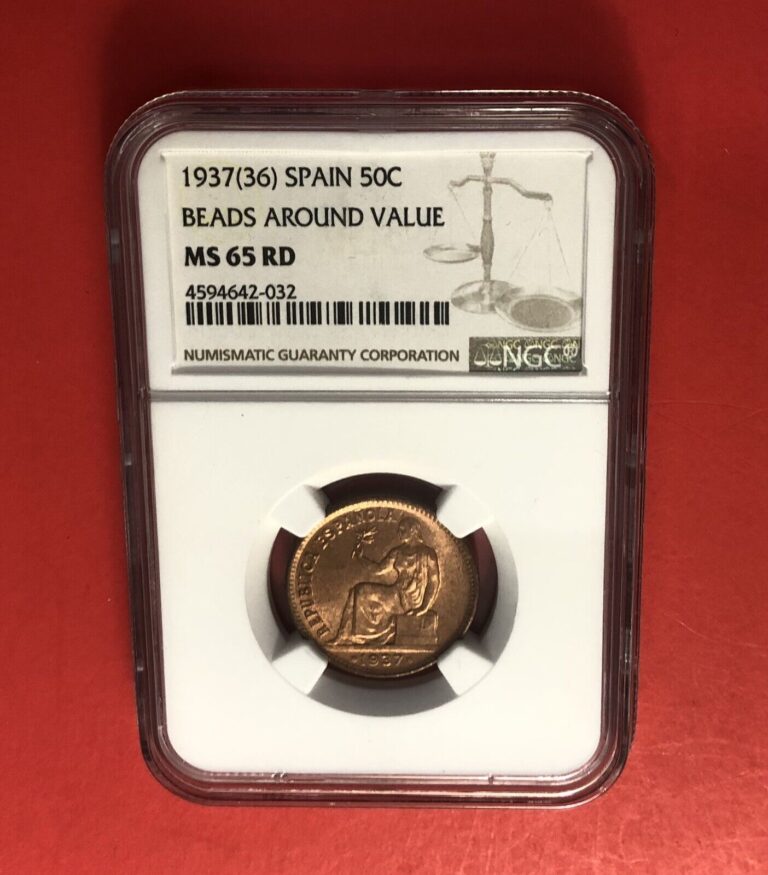 1937(36) SPAIN 50C
BEADS AROUND VALUE
MS 65 RD
4594642-032
NUMISMATIC GUARANTY CORPORATION
NGC
REPUBLICA ESPAÑOLA
·1937·